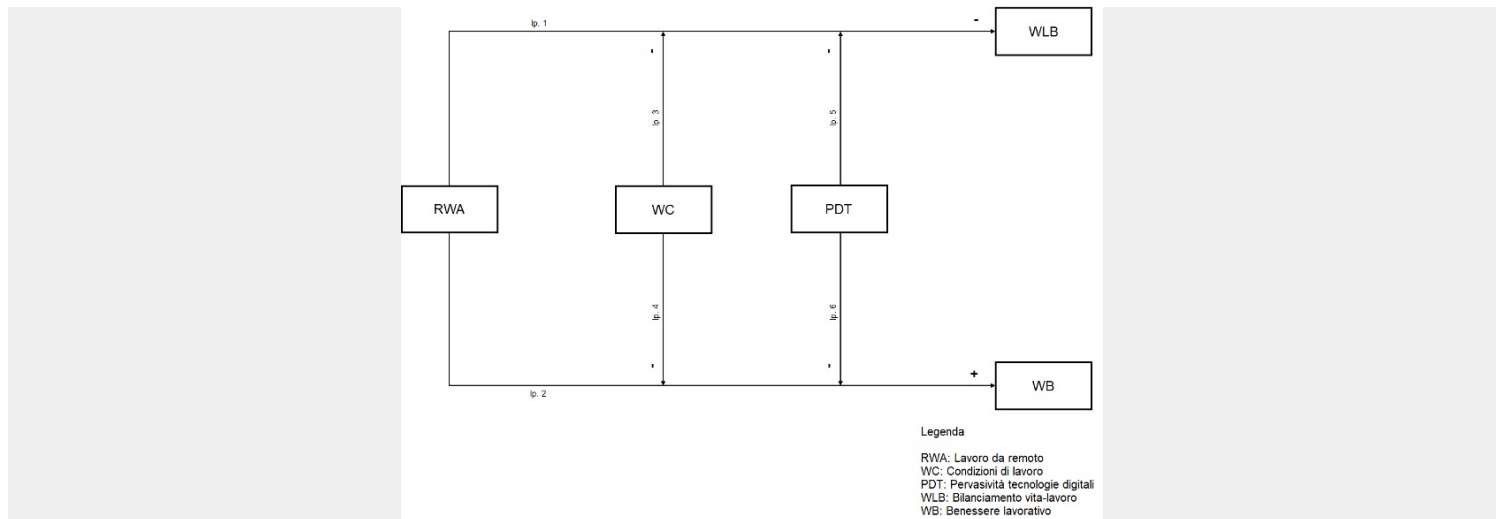 Ip. 1
-
WLB
-
-
Ip. 3
Ip. 5
RWA
WC
PDT
Ip. 4
Ip. 6
-
-
+
WB
Ip. 2
Legenda
RWA: Lavoro da remoto
WC: Condizioni di lavoro
PDT: Pervasività tecnologie digitali
WLB: Bilanciamento vita-lavoro
WB: Benessere lavorativo